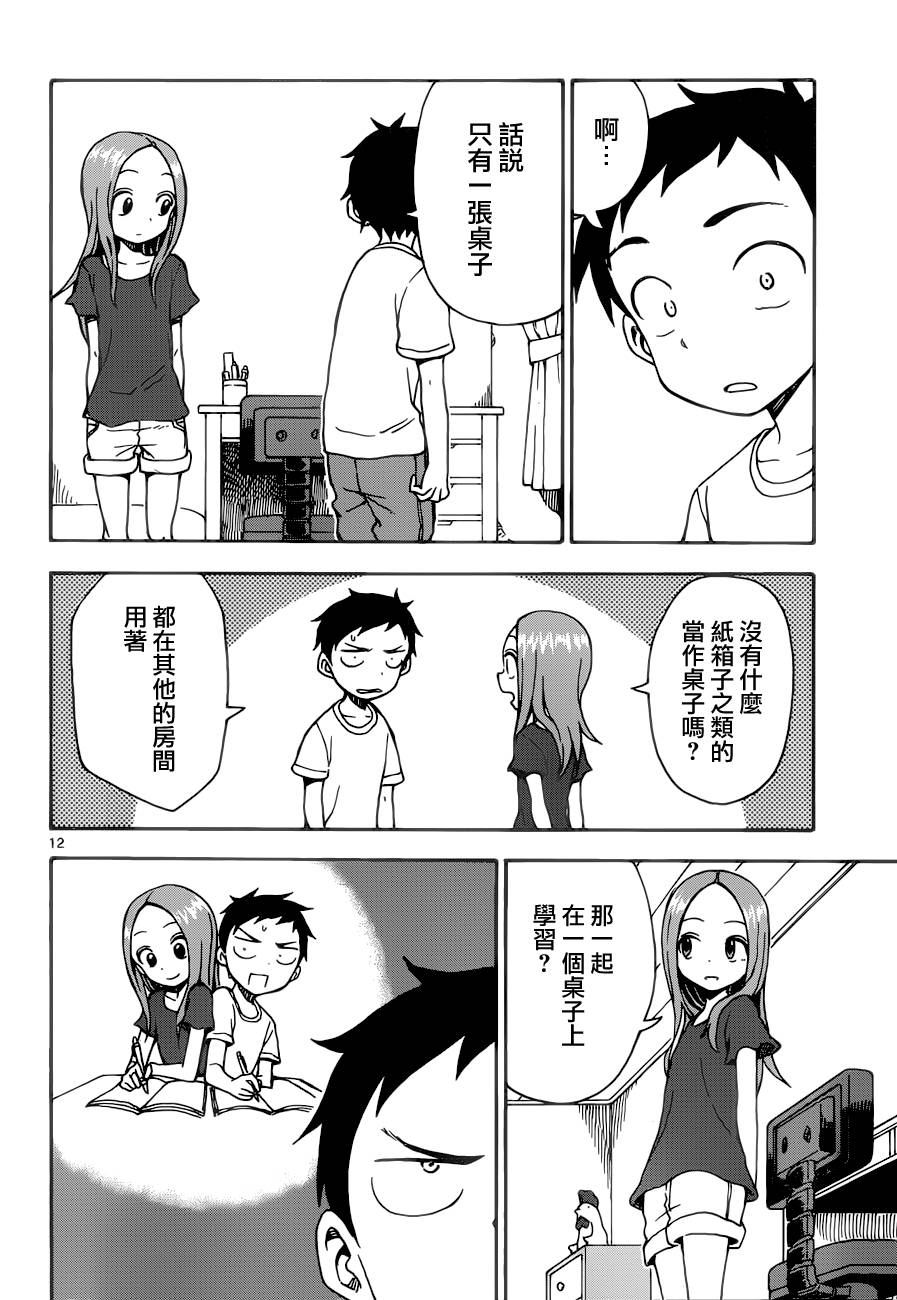 啊…
話説
只有一張桌子
沒有什麼
紙箱子之類的
當作桌子嗎?
都在其他的房間
用著
12
那一起
在一個桌子上
學習?